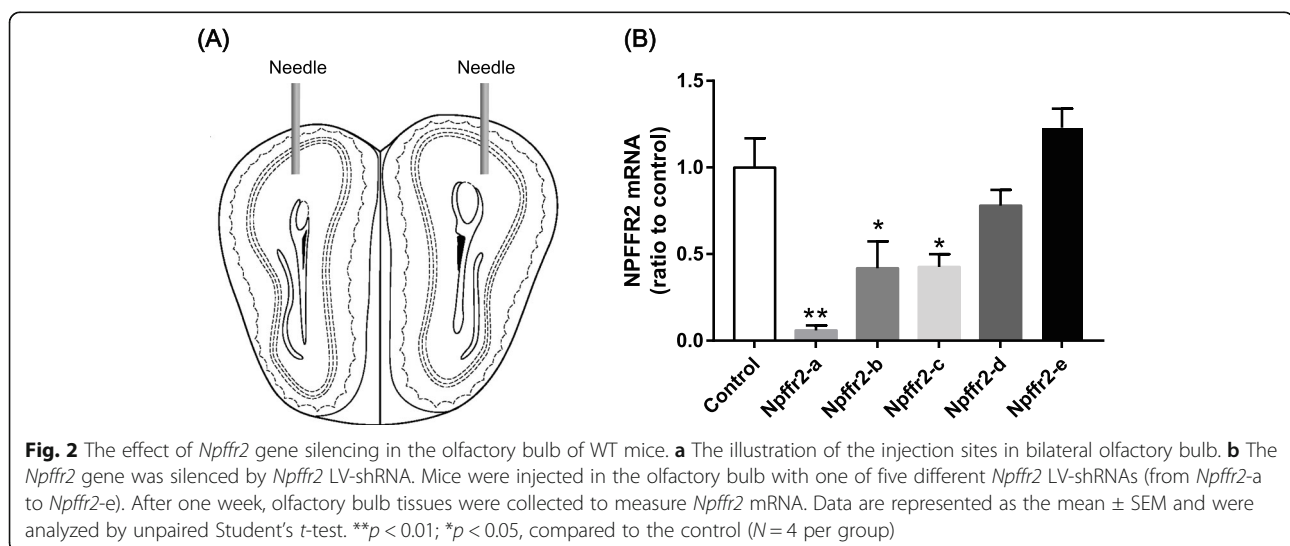 (A)
Needle
Needle
(B)
NPFFR2 mRNA
(ratio to control)
1.5
1.0
0.5
0.0
**
*
*
Control
Npffr2-a
Npffr2-b
Npffr2-c
Npffr2-d
Npffr2-e
Fig. 2 The effect of Npffr2 gene silencing in the olfactory bulb of WT mice. a The illustration of the injection sites in bilateral olfactory bulb. b The
Npffr2 gene was silenced by Npffr2 LV-shRNA. Mice were injected in the olfactory bulb with one of five different Npffr2 LV-shRNAs (from Npffr2-a
to Npffr2-e). After one week, olfactory bulb tissues were collected to measure Npffr2 mRNA. Data are represented as the mean ± SEM and were
analyzed by unpaired Student's t-test. **p < 0.01; *p < 0.05, compared to the control (N = 4 per group)